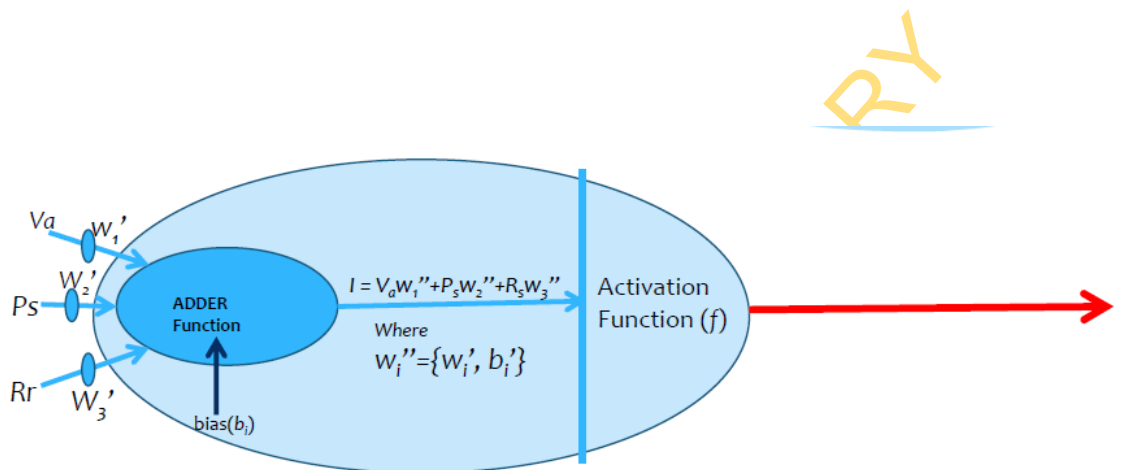 RY
Va
W₁’
W₂’
Ps
ADDER
Function
I = Vₐw₁’’+Pₛw₂’’+Rₛw₃’’
Where
w᷊ᵢ’’={wᵢ’, bᵢ’}
Activation
Function (f)
Rr
W₃’
bias(bᵢ)